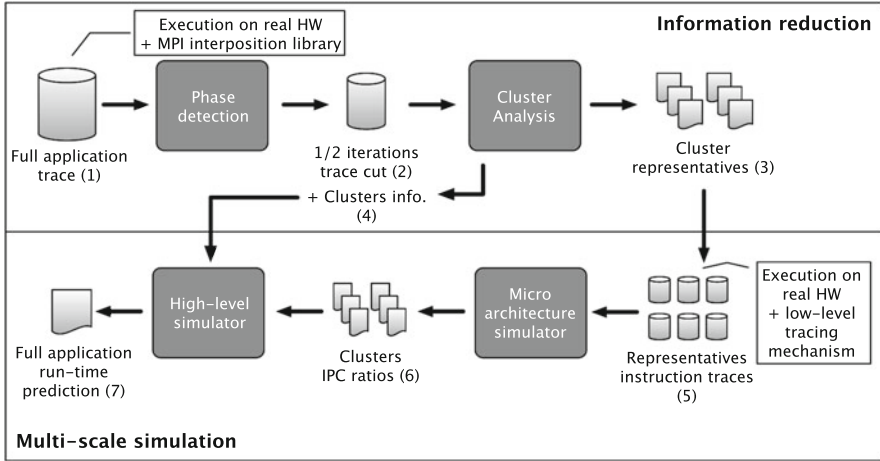 Execution on real HW
+ MPI interposition library
Information reduction
Phase
detection
Cluster
Analysis
Full application
trace (1)
1/2 iterations
trace cut (2)
+ Clusters info.
(4)
Cluster
representatives (3)
High-level
simulator
Micro
architecture
simulator
Execution on
real HW
+ low-level
tracing
mechanism
Full application
run-time
prediction (7)
Clusters
IPC ratios (6)
Representatives
instruction traces
(5)
Multi-scale simulation